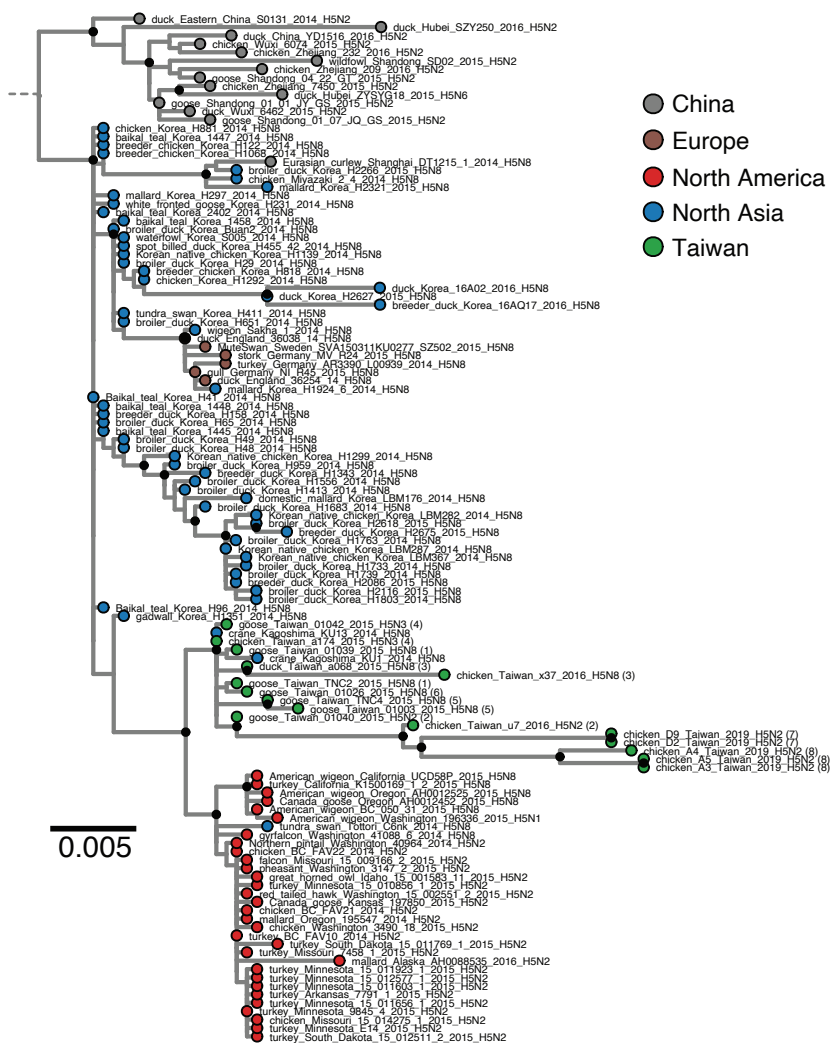 duck_Eastern_China_S0131_2014_H5N2
duck_Hubei_SZY250_2016_H5N2
duck_China_YD1516_2016_H5N2
chicken_Wuxi_6074_2015_H5N2
chicken_Zhejiang_232_2016_H5N2
wildfowl_Shandong_SD02_2015_H5N2
chicken_Zhejiang_209_2016_H5N2
goose_Shandong_04_22_GT_2015_H5N2
chicken_Zhejiang_7450_2015_H5N2
duck_Hubei_ZYSYG18_2015_H5N6
goose_Shandong_01_01_JY_GS_2015_H5N2
duck_Wuxi_6462_2015_H5N2
goose_Shandong_01_07_JQ_GS_2015_H5N2
chicken_Korea_H881_2014_H5N8
baikal_teal_Korea_1447_2014_H5N8
breeder_chicken_Korea_H122_2014_H5N8
breeder_chicken_Korea_H1068_2014_H5N8
Eurasian_curlew_Shanghai_DT1215_1_2014_H5N8
broiler_duck_Korea_H2266_2015_H5N8
chicken_Miyazaki_2_4_2014_H5N8
mallard_Korea_H2321_2015_H5N8
mallard_Korea_H297_2014_H5N8
white_fronted_goose_Korea_H231_2014_H5N8
baikal_teal_Korea_2402_2014_H5N8
baikal_teal_Korea_1458_2014_H5N8
broiler_duck_Korea_Buan2_2014_H5N8
waterfowl_Korea_S005_2014_H5N8
spot_billed_duck_Korea_H455_42_2014_H5N8
Korean_native_chicken_Korea_H1139_2014_H5N8
broiler_duck_Korea_H29_2014_H5N8
breeder_chicken_Korea_H818_2014_H5N8
chicken_Korea_H1292_2014_H5N8
duck_Korea_16A02_2016_H5N8
duck_Korea_H2627_2015_H5N8
breeder_duck_Korea_16AQ17_2016_H5N8
tundra_swan_Korea_H411_2014_H5N8
broiler_duck_Korea_H651_2014_H5N8
wigeon_Sakha_1_2014_H5N8
duck_England_36038_14_H5N8
MuteSwan_Sweden_SVA150311KU0277_SZ502_2015_H5N8
stork_Germany_MV_R24_2015_H5N8
turkey_Germany_AR3390_L00939_2014_H5N8
gull_Germany_NI_R45_2015_H5N8
duck_England_36254_14_H5N8
mallard_Korea_H1924_6_2014_H5N8
Baikal_teal_Korea_H41_2014_H5N8
baikal_teal_Korea_1448_2014_H5N8
breeder_duck_Korea_H158_2014_H5N8
broiler_duck_Korea_H65_2014_H5N8
baikal_teal_Korea_1445_2014_H5N8
broiler_duck_Korea_H49_2014_H5N8
broiler_duck_Korea_H48_2014_H5N8
Korean_native_chicken_Korea_H1299_2014_H5N8
broiler_duck_Korea_H959_2014_H5N8
breeder_duck_Korea_H1343_2014_H5N8
broiler_duck_Korea_H1556_2014_H5N8
broiler_duck_Korea_H1413_2014_H5N8
domestic_mallard_Korea_LBM176_2014_H5N8
broiler_duck_Korea_H1683_2014_H5N8
Korean_native_chicken_Korea_LBM282_2014_H5N8
broiler_duck_Korea_H2618_2015_H5N8
breeder_duck_Korea_H2675_2015_H5N8
broiler_duck_Korea_H1763_2014_H5N8
Korean_native_chicken_Korea_LBM287_2014_H5N8
Korean_native_chicken_Korea_LBM367_2014_H5N8
broiler_duck_Korea_H1733_2014_H5N8
broiler_duck_Korea_H1739_2014_H5N8
breeder_duck_Korea_H2086_2015_H5N8
broiler_duck_Korea_H2116_2015_H5N8
broiler_duck_Korea_H1803_2014_H5N8
Baikal_teal_Korea_H96_2014_H5N8
gadwall_Korea_H1351_2014_H5N8
goose_Taiwan_01042_2015_H5N3 (4)
crane_Kagoshima_KU13_2014_H5N8
chicken_Taiwan_a174_2015_H5N3 (4)
goose_Taiwan_01039_2015_H5N8 (1)
crane_Kagoshima_KU1_2014_H5N8
duck_Taiwan_a068_2015_H5N8 (3)
chicken_Taiwan_x37_2016_H5N8 (3)
goose_Taiwan_TNC2_2015_H5N8 (1)
goose_Taiwan_01026_2015_H5N8 (6)
goose_Taiwan_TNC4_2015_H5N8 (5)
goose_Taiwan_01003_2015_H5N8 (5)
goose_Taiwan_01040_2015_H5N2 (2)
chicken_Taiwan_u7_2016_H5N2 (2)
chicken_D9_Taiwan_2019_H5N2 (7)
chicken_D2_Taiwan_2019_H5N2 (7)
chicken_A4_Taiwan_2019_H5N2 (8)
chicken_A5_Taiwan_2019_H5N2 (8)
chicken_A3_Taiwan_2019_H5N2 (8)
American_wigeon_California_UCD58P_2015_H5N8
turkey_California_K1500169_1_2_2015_H5N8
American_wigeon_Oregon_AH0012525_2015_H5N8
Canada_goose_Oregon_AH0012452_2015_H5N8
American_wigeon_BC_050_31_2015_H5N8
American_wigeon_Washington_196336_2015_H5N1
tundra_swan_Tottori_C6nk_2014_H5N8
gyrfalcon_Washington_41088_6_2014_H5N8
Northern_pintail_Washington_40964_2014_H5N2
chicken_BC_FAV22_2014_H5N2
falcon_Missouri_15_009166_2_2015_H5N2
pheasant_Washington_3147_2_2015_H5N2
great_horned_owl_Idaho_15_001583_11_2015_H5N2
turkey_Minnesota_15_010856_1_2015_H5N2
red_tailed_hawk_Washington_15_002551_2_2015_H5N2
Canada_goose_Kansas_197850_2015_H5N2
chicken_BC_FAV21_2014_H5N2
mallard_Oregon_195547_2014_H5N2
chicken_Washington_3490_18_2015_H5N2
turkey_BC_FAV10_2014_H5N2
turkey_South_Dakota_15_011769_1_2015_H5N2
turkey_Missouri_7458_1_2015_H5N2
mallard_Alaska_AH0088535_2016_H5N2
turkey_Minnesota_15_011923_1_2015_H5N2
turkey_Minnesota_15_012577_1_2015_H5N2
turkey_Minnesota_15_011603_1_2015_H5N2
turkey_Arkansas_7791_1_2015_H5N2
turkey_Minnesota_15_011656_1_2015_H5N2
turkey_Minnesota_9845_4_2015_H5N2
chicken_Missouri_15_014275_1_2015_H5N2
turkey_Minnesota_E14_2015_H5N2
turkey_South_Dakota_15_012511_2_2015_H5N2
China
Europe
North America
North Asia
Taiwan
0.005